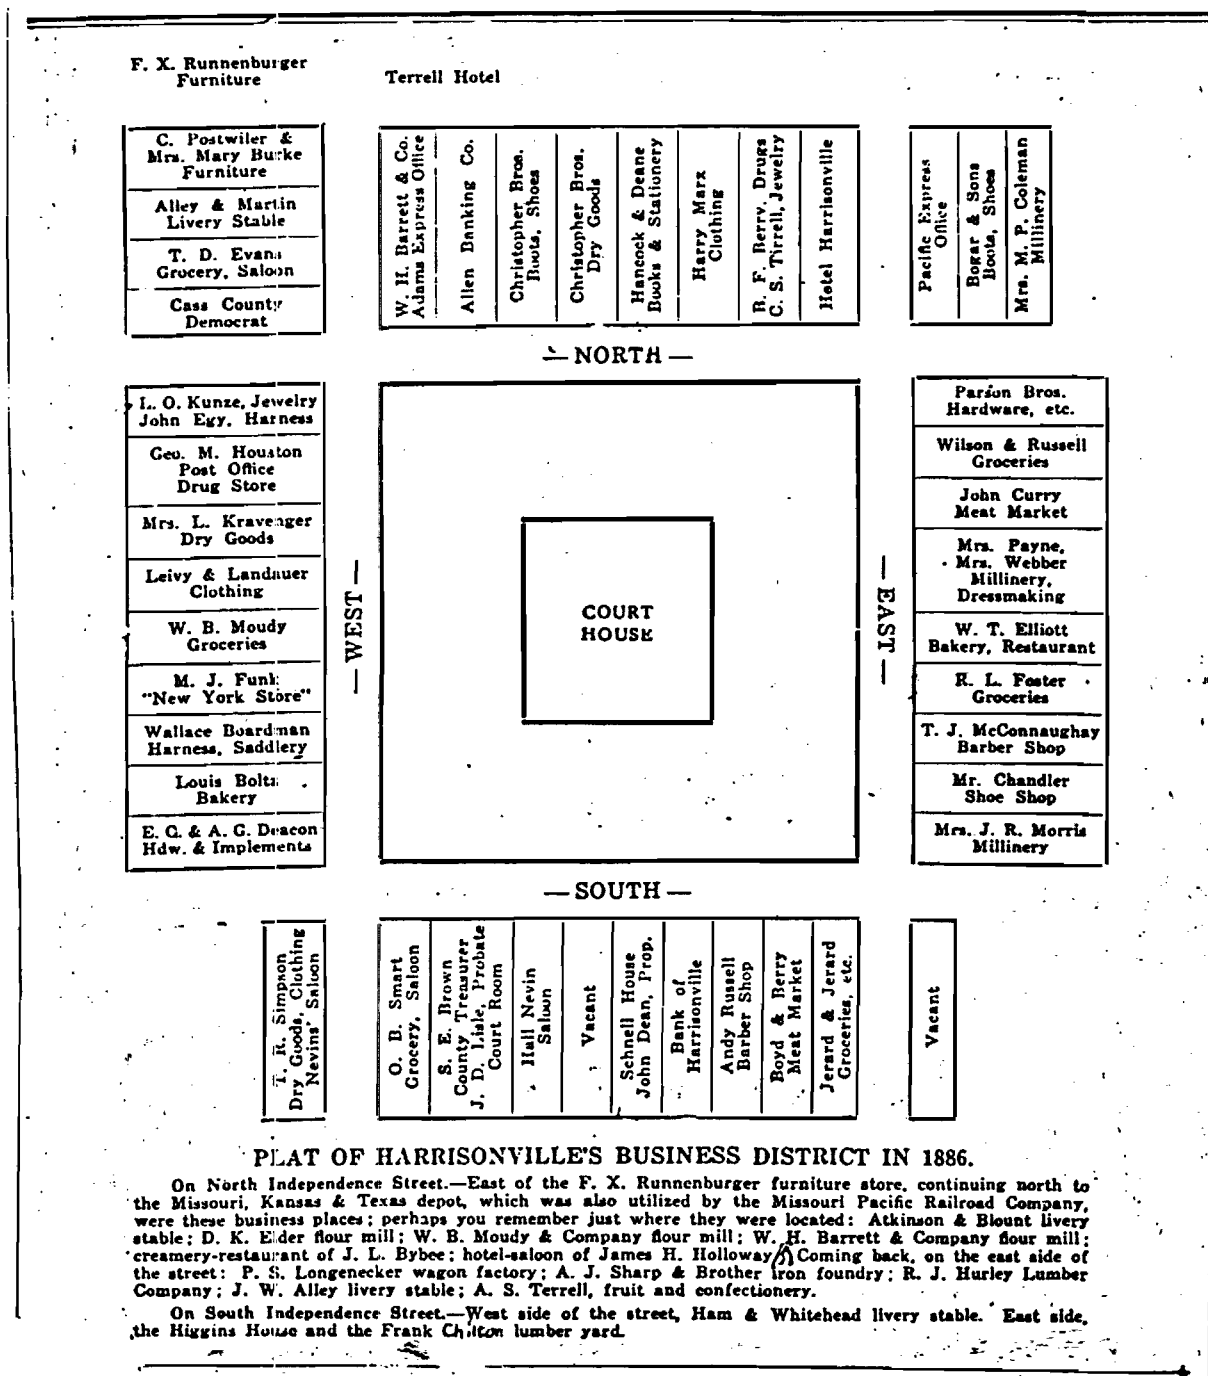 F. X. Runnenburger
Furniture
Terrell Hotel
C. Postwiler &
Mrs. Mary Burke
Furniture
Alley & Martin
Livery Stable
T. D. Evans
Grocery, Saloon
Cass County
Democrat
W. H. Barrett & Co.
Adams Express Office
Allen Banking Co.
Christopher Bros.
Boots, Shoes
Christopher Bros.
Dry Goods
Hancock & Deane
Books & Stationery
Harry Marx
Clothing
R. F. Berry, Drugs
C. S. Tirrell, Jewelry
Hotel Harrisonville
Pacific Express
Office
Bogar & Sons
Boots, Shoes
Mrs. M. P. Coleman
Millinery
— NORTH —
L. O. Kunze, Jewelry
John Egy, Harness
Geo. M. Houston
Post Office
Drug Store
Mrs. L. Kravenger
Dry Goods
Leivy & Landauer
Clothing
W. B. Moudy
Groceries
M. J. Funk
"New York Store"
Wallace Boardman
Harness, Saddlery
Louis Boltz
Bakery
E. G. & A. G. Deacon
Hdw. & Implements
— WEST —
COURT
HOUSE
— EAST —
Parson Bros.
Hardware, etc.
Wilson & Russell
Groceries
John Curry
Meat Market
Mrs. Payne,
Mrs. Webber
Millinery,
Dressmaking
W. T. Elliott
Bakery, Restaurant
R. L. Foster
Groceries
T. J. McConnaughay
Barber Shop
Mr. Chandler
Shoe Shop
Mrs. J. R. Morris
Millinery
— SOUTH —
T. R. Simpson
Dry Goods, Clothing
Nevins' Saloon
O. B. Smart
Grocery, Saloon
S. E. Brown
County Treasurer
J. D. Lisle, Probate
Court Room
Hall Nevin
Saloon
Vacant
Schnell House
John Dean, Prop.
Bank of
Harrisonville
Andy Russell
Barber Shop
Boyd & Berry
Meat Market
Jerard & Jerard
Groceries, etc.
Vacant
PLAT OF HARRISONVILLE'S BUSINESS DISTRICT IN 1886.
On North Independence Street.—East of the F. X. Runnenburger furniture store, continuing north to
the Missouri, Kansas & Texas depot, which was also utilized by the Missouri Pacific Railroad Company,
were these business places; perhaps you remember just where they were located: Atkinson & Blount livery
stable; D. K. Elder flour mill; W. B. Moudy & Company flour mill; W. H. Barrett & Company flour mill;
creamery-restaurant of J. L. Bybee; hotel-saloon of James H. Holloway. Coming back, on the east side of
the street: P. S. Longenecker wagon factory; A. J. Sharp & Brother iron foundry; R. J. Hurley Lumber
Company; J. W. Alley livery stable; A. S. Terrell, fruit and confectionery.
On South Independence Street.—West side of the street, Ham & Whitehead livery stable. East side,
the Higgins House and the Frank Chilton lumber yard.